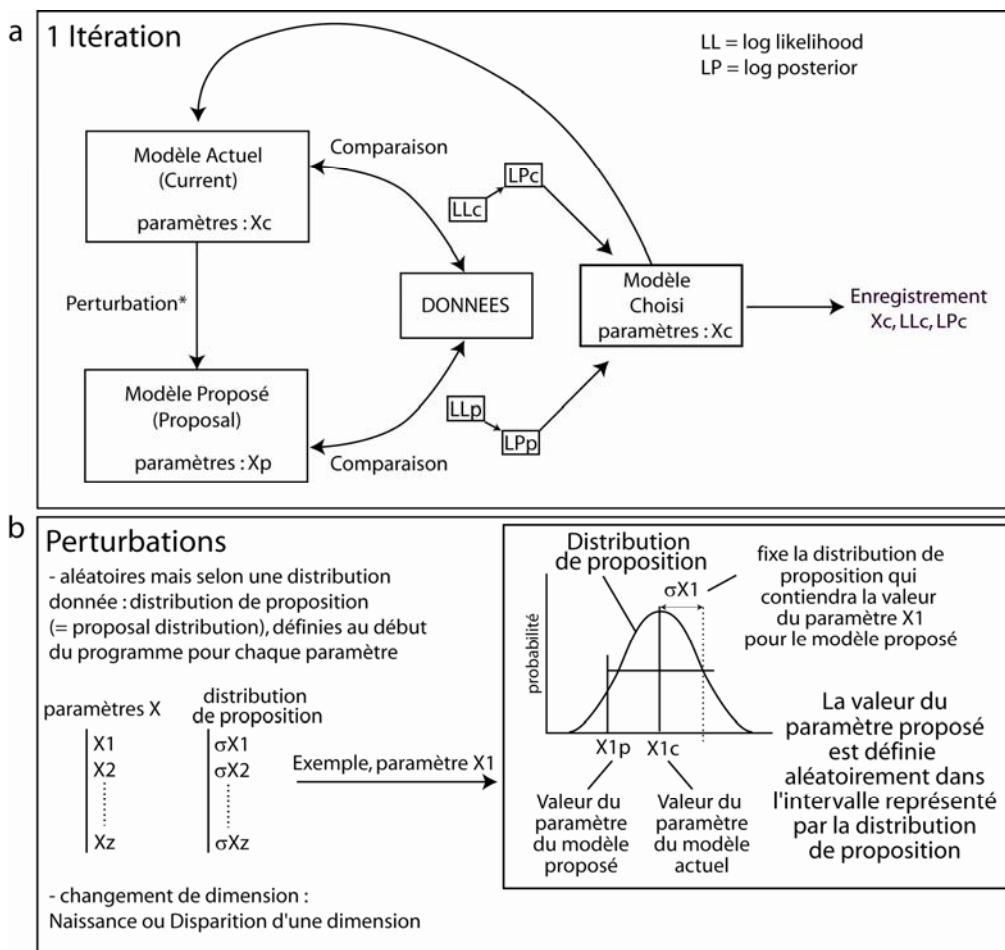 a
1 Itération
LL = log likelihood
LP = log posterior
Modèle Actuel
(Current)
paramètres : Xc
Comparaison
LPc
LLc
Perturbation*
DONNEES
Modèle
Choisi
paramètres : Xc
Enregistrement
Xc, LLc, LPc
Modèle Proposé
(Proposal)
paramètres : Xp
LLp
LPp
Comparaison
b
Perturbations
- aléatoires mais selon une distribution
donnée : distribution de proposition
(= proposal distribution), définies au début
du programme pour chaque paramètre
paramètres X
X1
X2
Xz
distribution
de proposition
σX1
σX2
σXz
Exemple, paramètre X1
- changement de dimension :
Naissance ou Disparition d'une dimension
Distribution
de proposition
σX1
fixe la distribution de
proposition qui
contiendra la valeur
du paramètre X1
pour le modèle proposé
probabilité
X1p
X1c
Valeur du
paramètre
du modèle
proposé
Valeur du
paramètre
du modèle
actuel
La valeur du
paramètre proposé
est définie
aléatoirement dans
l'intervalle représenté
par la distribution
de proposition